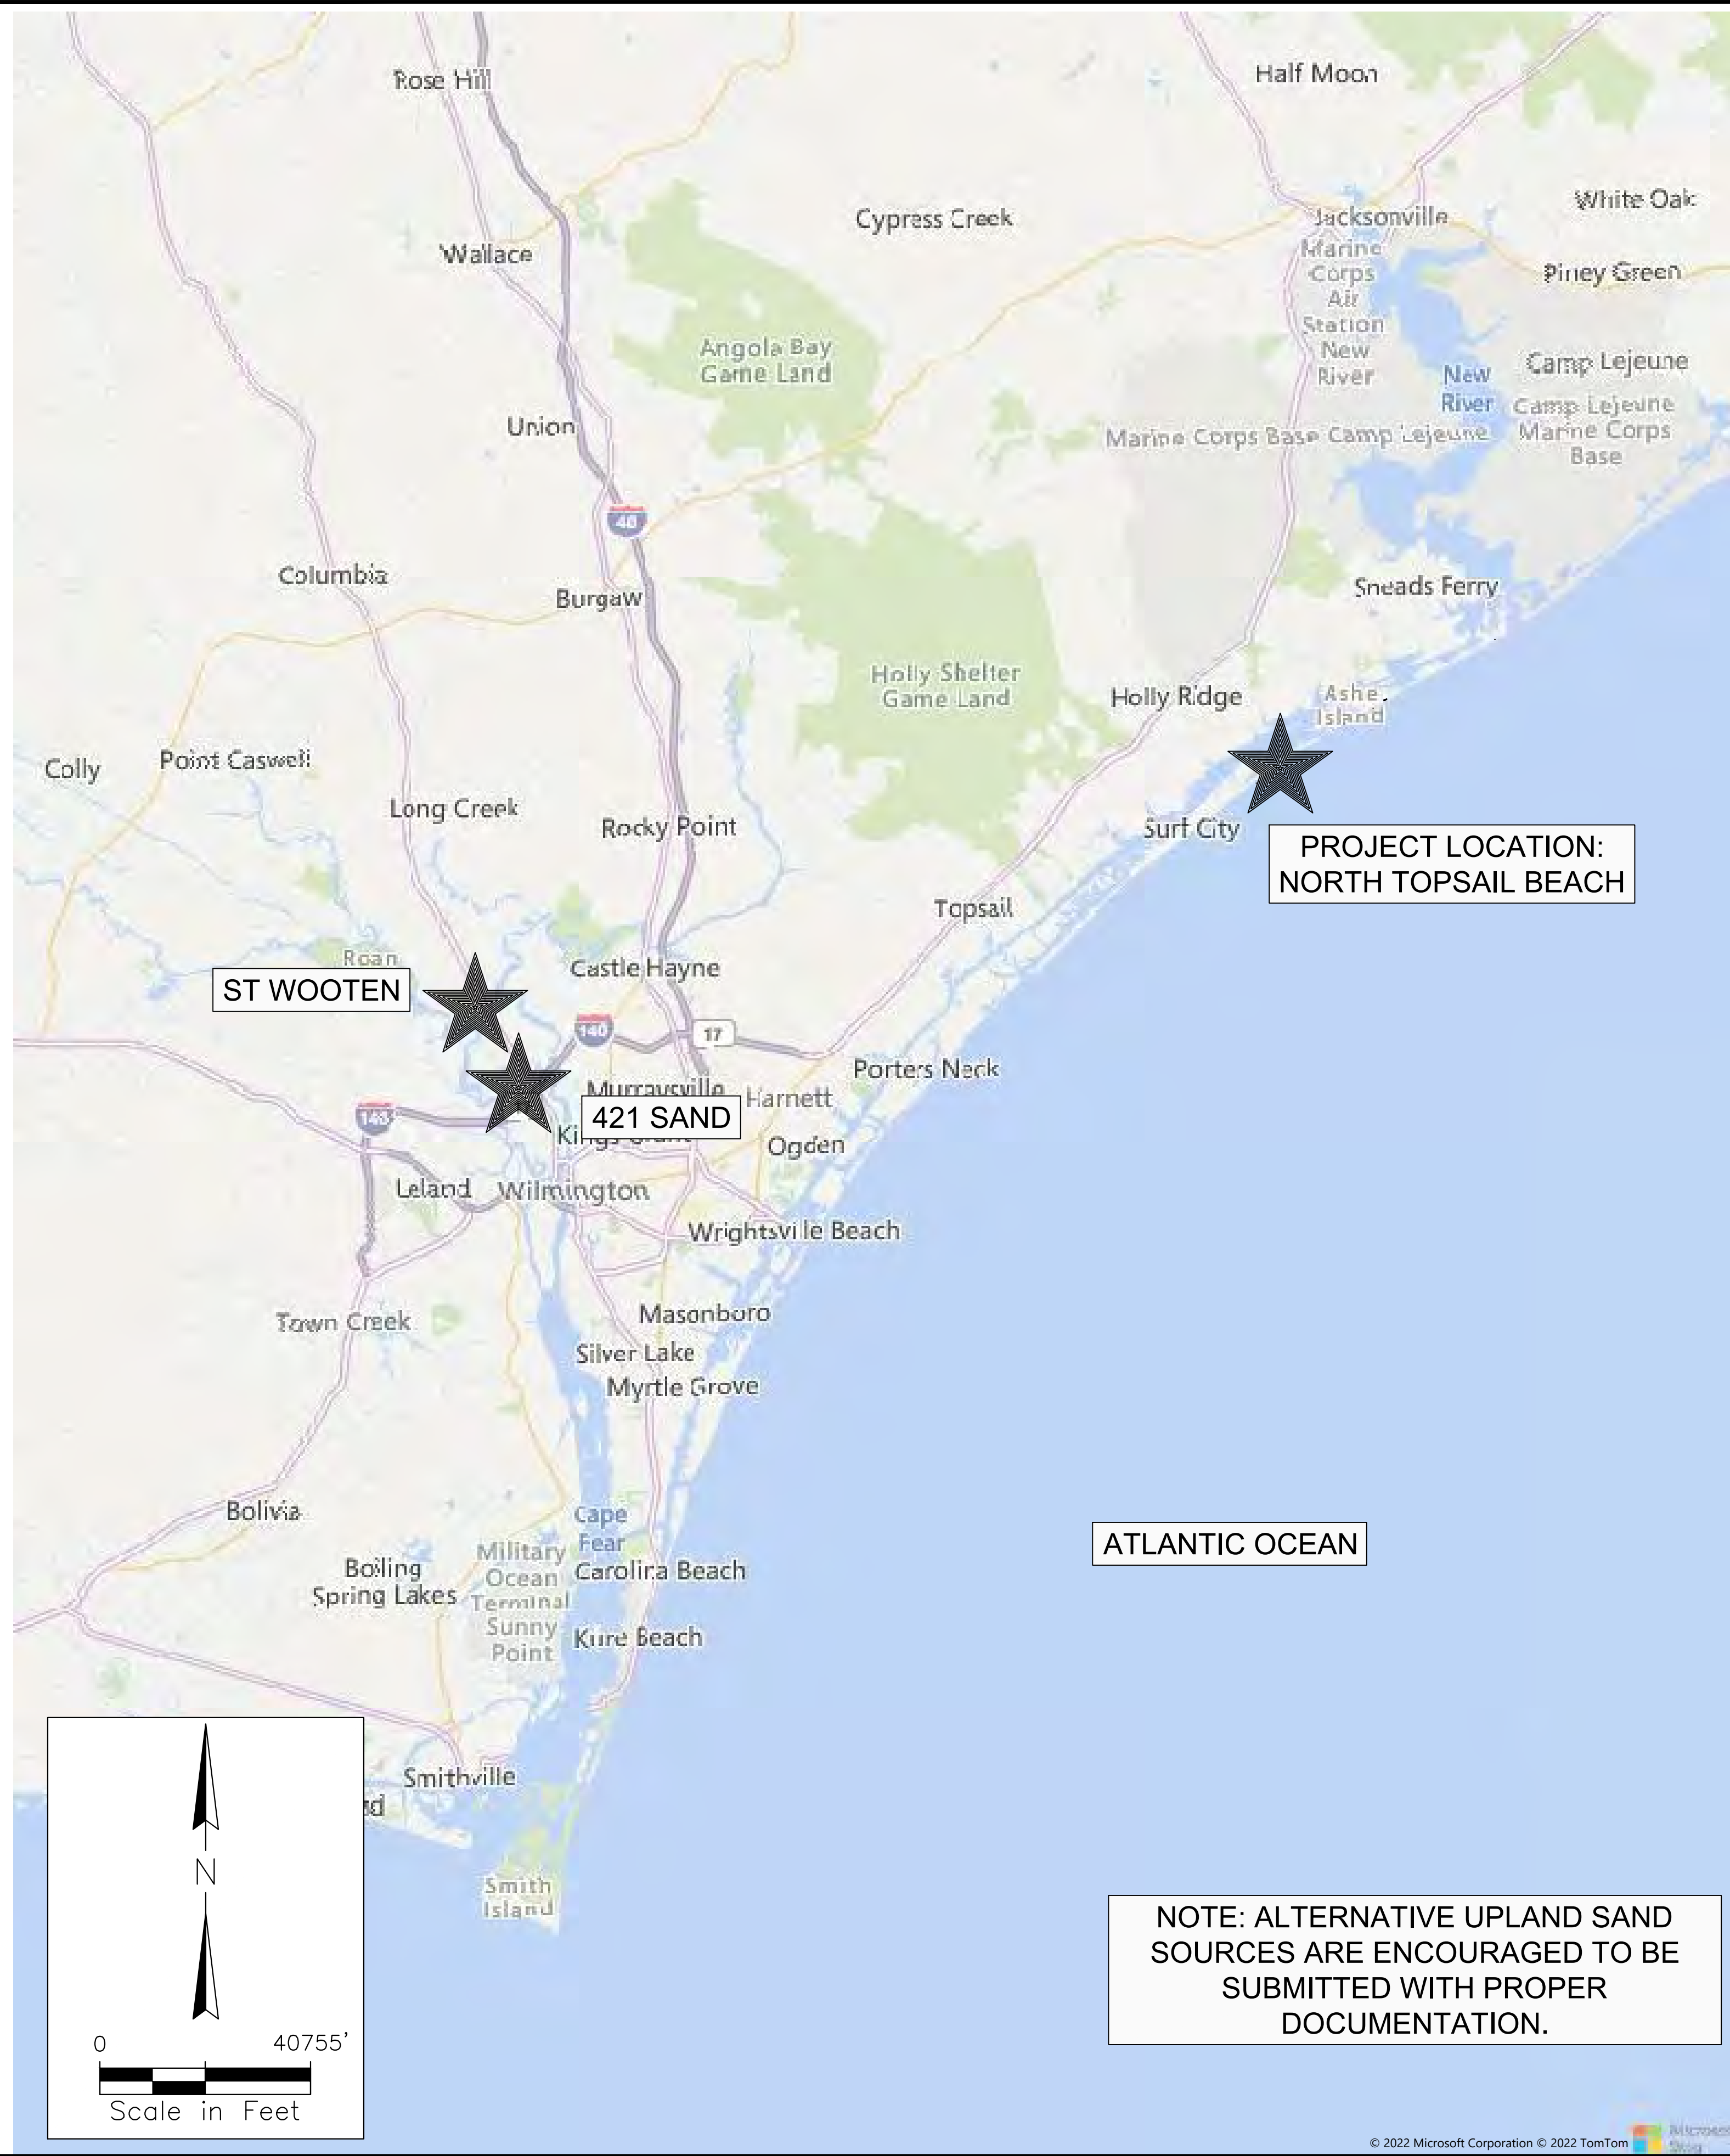 Rose Hill
Half Moon
White Oak
Cypress Creek
Jacksonville
Wallace
Marine
Corps
Air
Station
New
River
Piney Green
Angola Bay
Game Land
New
River
Camp Lejeune
Camp Lejeune
Marine Corps
Base
Marine Corps Base Camp Lejeune
Union
40
Columbia
Burgaw
Sneads Ferry
Holly Shelter
Game Land
Holly Ridge
Ashe
Island
Colly
Point Caswell
Long Creek
Rocky Point
Surf City
PROJECT LOCATION:
NORTH TOPSAIL BEACH
Topsail
Roan
Castle Hayne
ST WOOTEN
140
17
Porters Neck
Murraysville
Harnett
140
421 SAND
Ogden
Leland
Wilmington
Wrightsville Beach
Town Creek
Masonboro
Silver Lake
Myrtle Grove
Bolivia
Cape
Fear
ATLANTIC OCEAN
Boiling
Spring Lakes
Military
Ocean
Terminal
Sunny
Point
Carolina Beach
Kure Beach
Smithville
Smith
Island
N
0 40755'
Scale in Feet
NOTE: ALTERNATIVE UPLAND SAND
SOURCES ARE ENCOURAGED TO BE
SUBMITTED WITH PROPER
DOCUMENTATION.
© 2022 Microsoft Corporation © 2022 TomTom